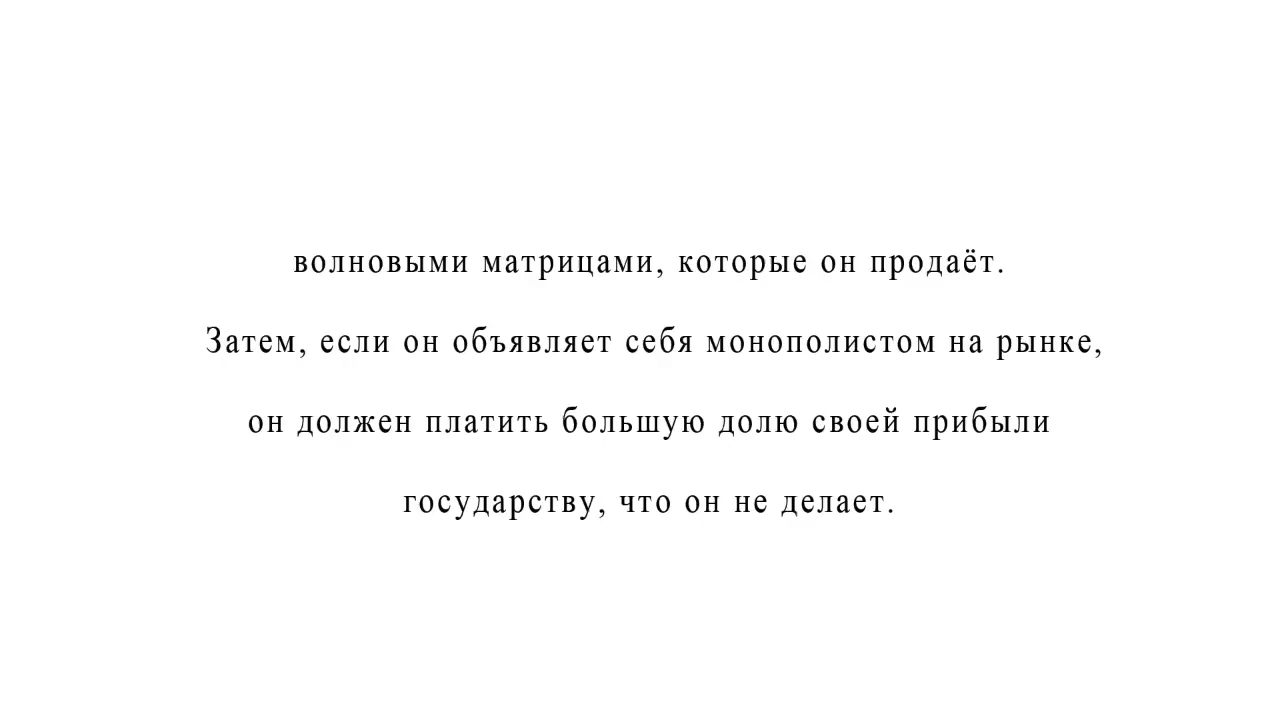 волновыми матрицами, которые он продаёт.
Затем, если он объявляет себя монополистом на рынке,
он должен платить большую долю своей прибыли
государству, что он не делает.